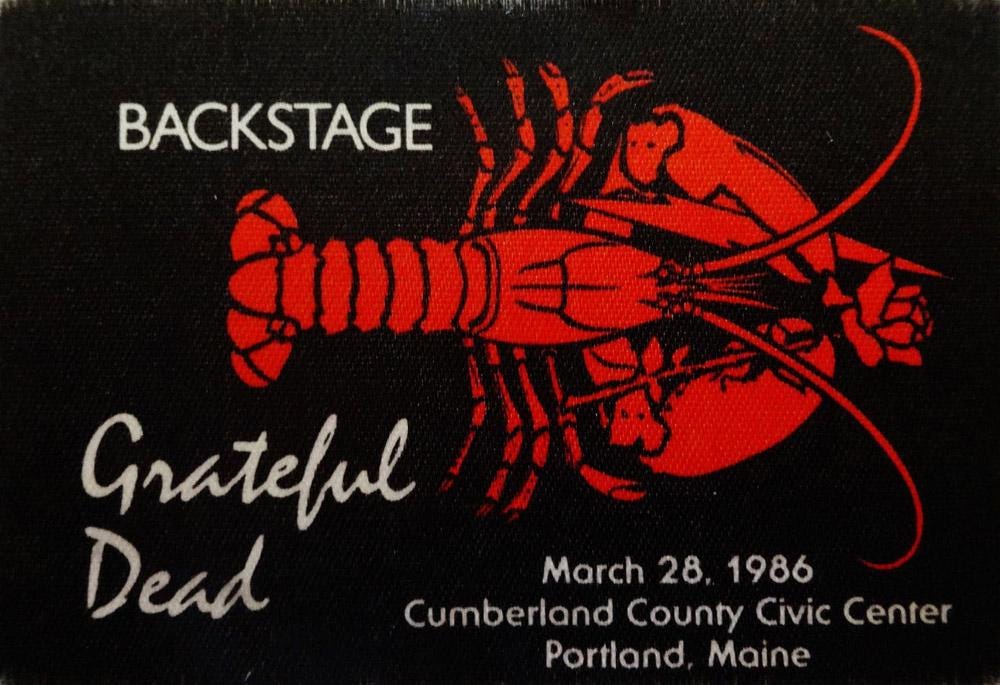 BACKSTAGE
Grateful
Dead
March 28, 1986
Cumberland County Civic Center
Portland, Maine